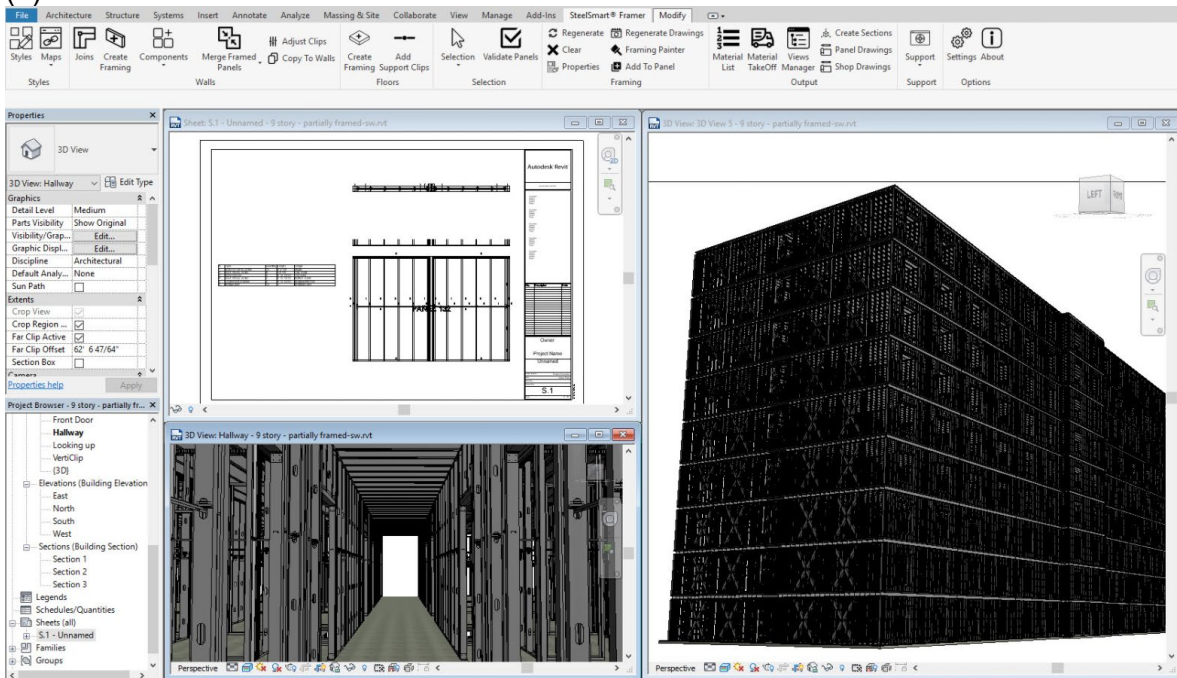 File Architecture Structure Systems Insert Annotate Analyze Massing & Site Collaborate View Manage Add-Ins SteelSmart® Framer Modify
Styles Maps Joins Create Framing Components Merge Framed Panels Adjust Clips Copy To Walls
Create Framing Add Support Clips Selection Validate Panels
Regenerate Regenerate Drawings
Clear Framing Painter
Properties Add To Panel
Material List Material TakeOff Views Manager
Create Sections
Panel Drawings
Shop Drawings
Support Settings About
Styles Walls Floors Selection Framing Output Support Options
Properties
3D View
3D View: Hallway Edit Type
Graphics
Detail Level Medium
Parts Visibility Show Original
Visibility/Grap... Edit...
Graphic Displ... Edit...
Discipline Architectural
Default Analy... None
Sun Path
Extents
Crop View
Crop Region ...
Far Clip Active
Far Clip Offset 62' 6 47/64"
Section Box
Camera
Properties help Apply
Project Browser - 9 story - partially fr...
Front Door
Hallway
Looking up
VertiClip
{3D}
Elevations (Building Elevation
East
North
South
West
Sections (Building Section)
Section 1
Section 2
Section 3
Legends
Schedules/Quantities
Sheets (all)
S.1 - Unnamed
Families
Groups
Sheet: S.1 - Unnamed - 9 story - partially framed-sw.rvt
2D
Autodesk Revit
PANEL 132
Owner
Project Name
Unnamed
S.1
3D View: Hallway - 9 story - partially framed-sw.rvt
Perspective
3D View: 3D View 5 - 9 story - partially framed-sw.rvt
LEFT
Perspective